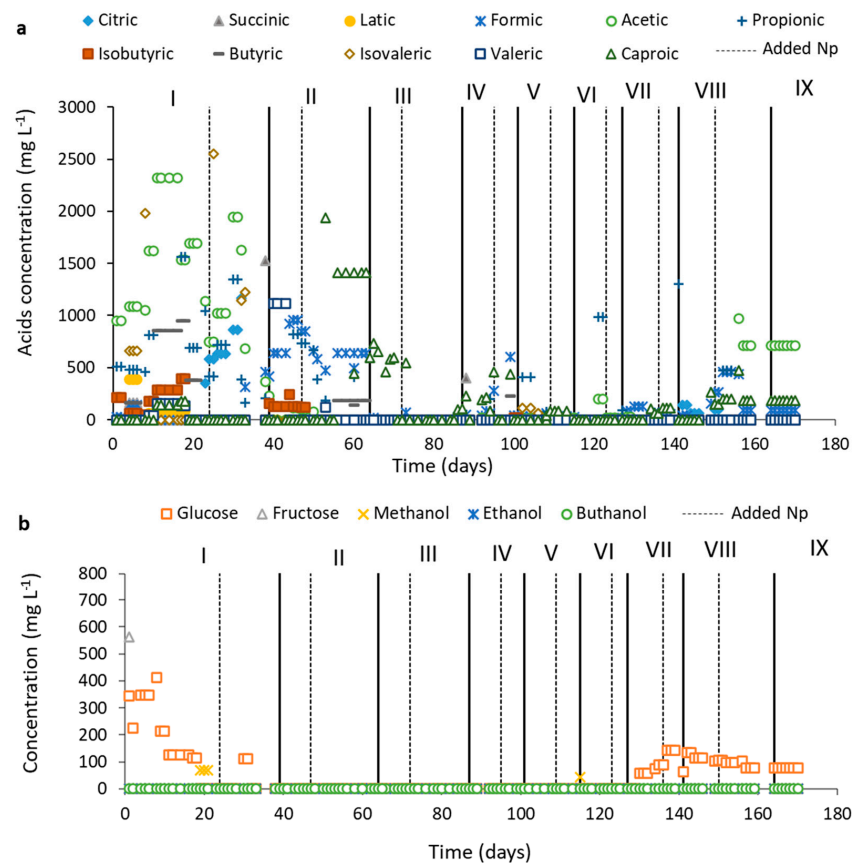 a
Citric Succinic Latic Formic Acetic Propionic
Isobutyric Butyric Isovaleric Valeric Caproic Added Np
I II III IV V VI VII VIII IX
Acids concentration (mg L-1)
3000
2500
2000
1500
1000
500
0
0 20 40 60 80 100 120 140 160 180
Time (days)
b
Glucose Fructose Methanol Ethanol Buthanol Added Np
I II III IV V VI VII VIII IX
Concentration (mg L-1)
800
700
600
500
400
300
200
100
0
0 20 40 60 80 100 120 140 160 180
Time (days)